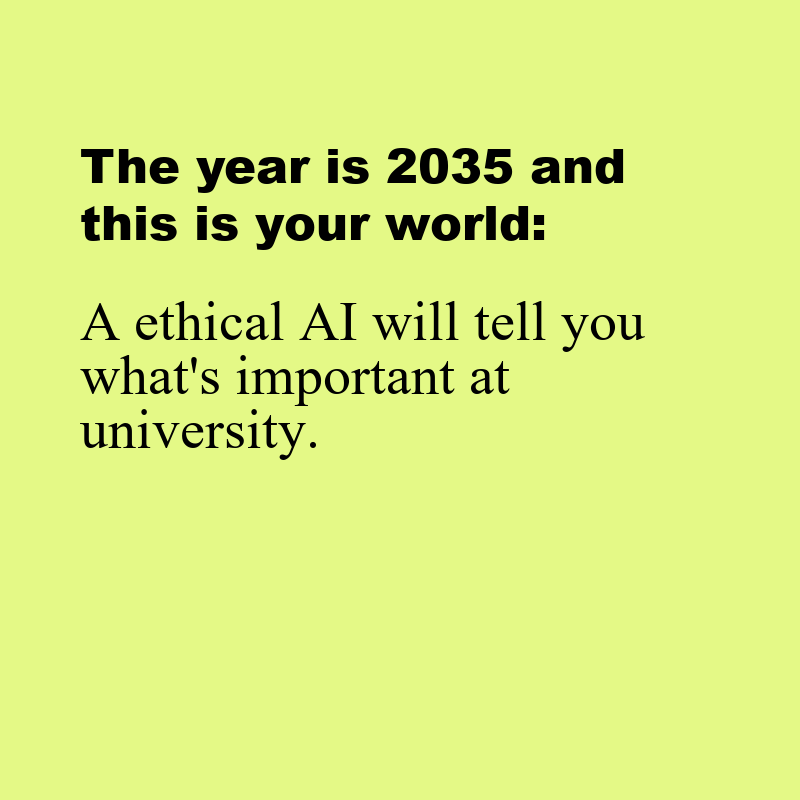 The year is 2035 and
this is your world:
A ethical AI will tell you
what's important at
university.